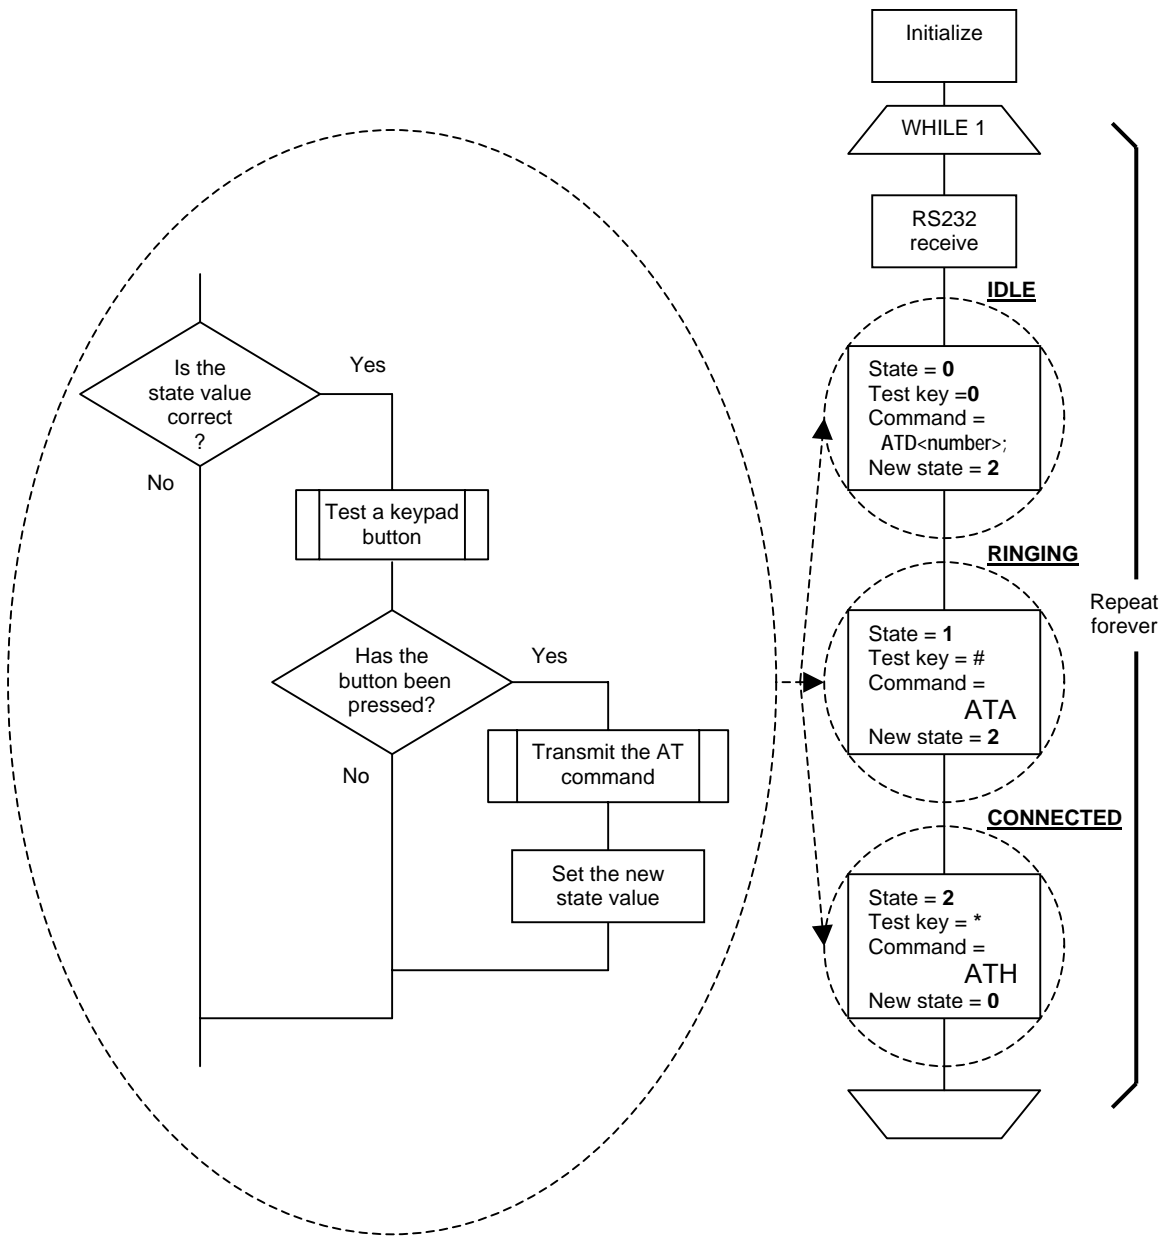 Initialize
WHILE 1
RS232
receive
IDLE
State = 0
Test key =0
Command =
ATD<number>;
New state = 2
RINGING
State = 1
Test key = #
Command =
ATA
New state = 2
CONNECTED
State = 2
Test key = *
Command =
ATH
New state = 0
Repeat
forever
Is the
state value
correct
?
Yes
No
Test a keypad
button
Has the
button been
pressed?
Yes
No
Transmit the AT
command
Set the new
state value